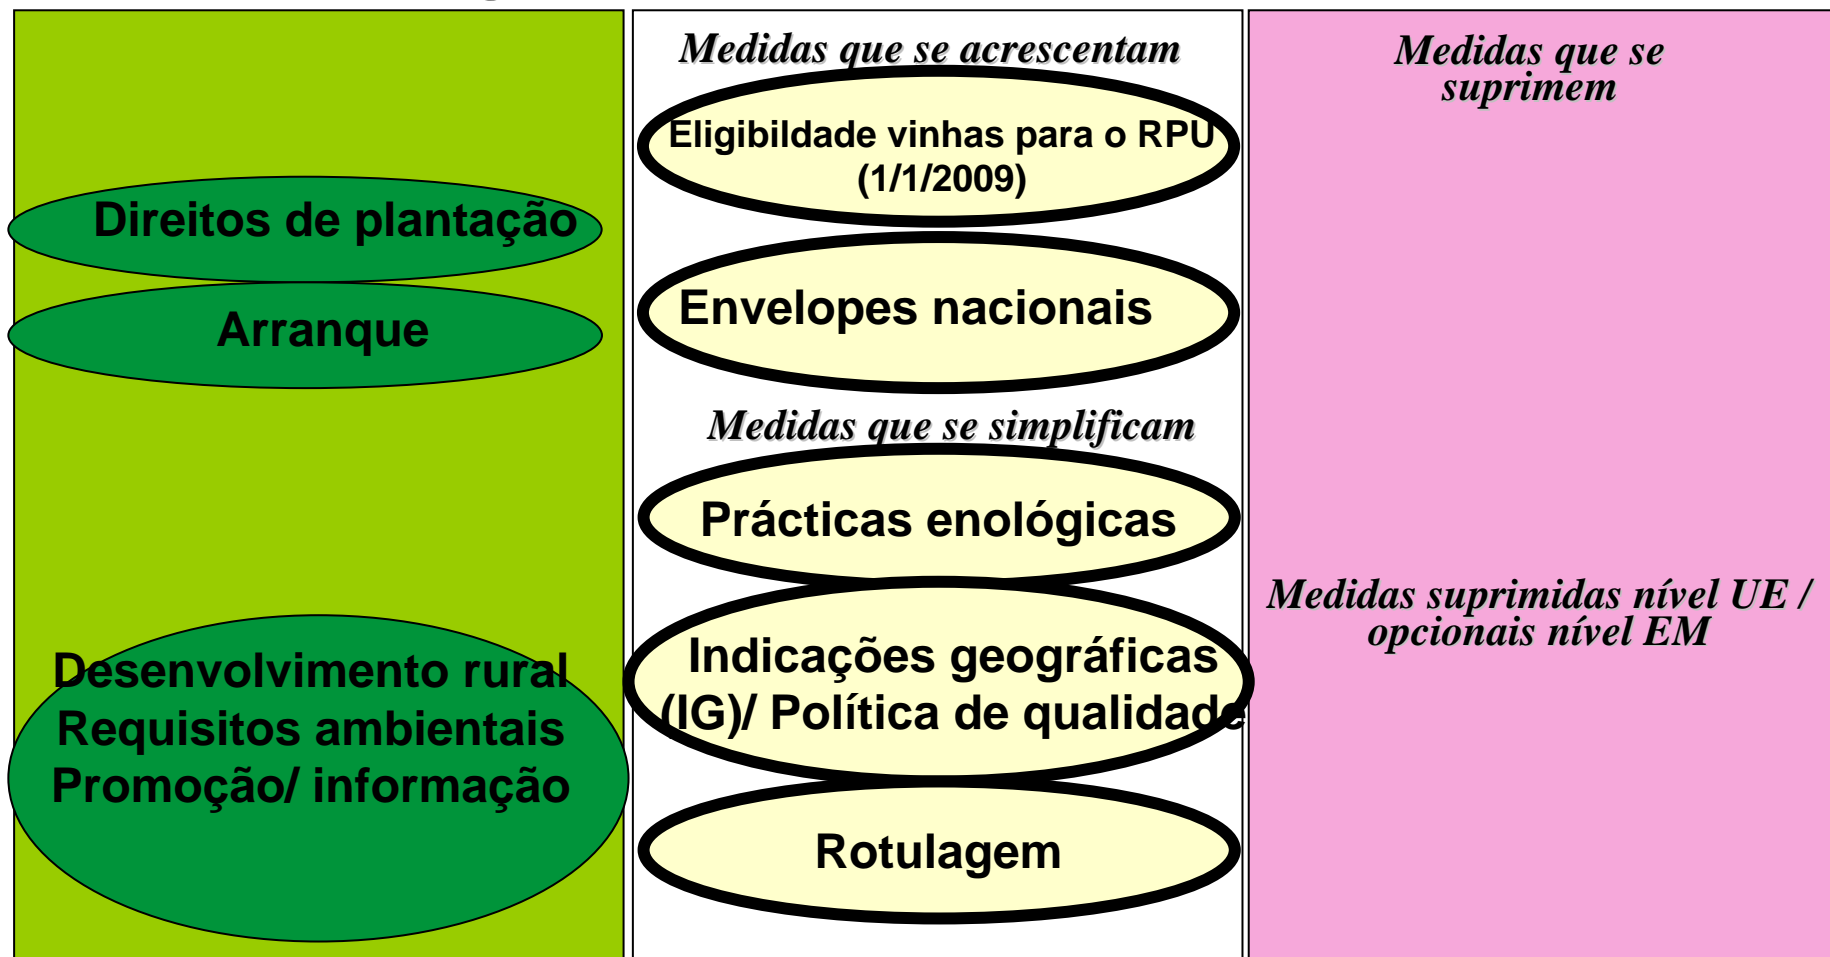 Direitos de plantação
Arranque
Desenvolvimento rural
Requisitos ambientais
Promoção/ informação
Medidas que se acrescentam
Eligibildade vinhas para o RPU
(1/1/2009)
Envelopes nacionais
Medidas que se simplificam
Prácticas enológicas
Indicações geográficas
(IG)/ Política de qualidade
Rotulagem
Medidas que se
suprimem
Medidas suprimidas nível UE /
opcionais nível EM